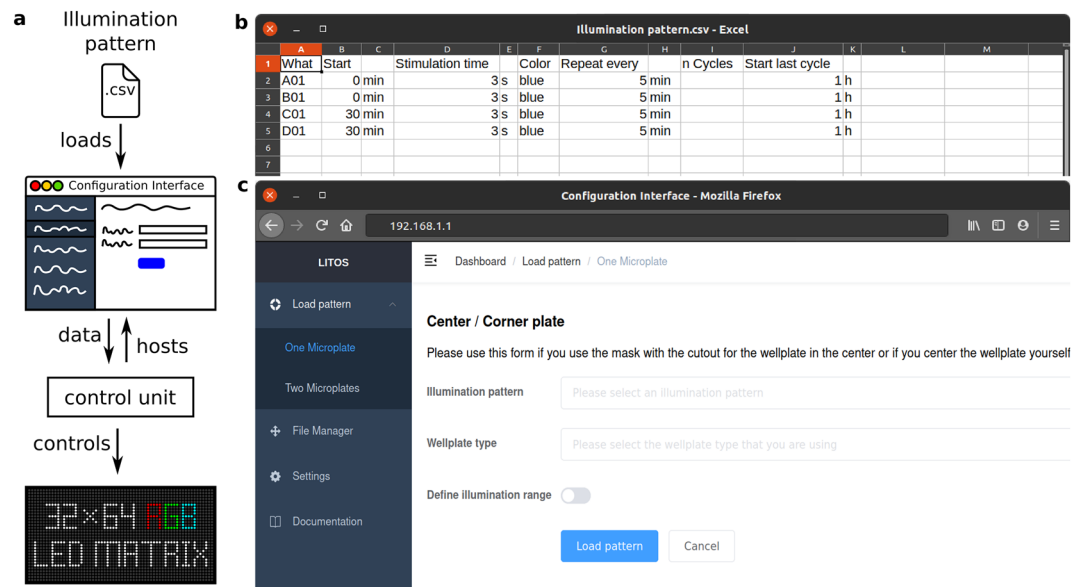 a
Illumination
pattern
.csv
loads
Configuration Interface
data
hosts
control unit
controls
32×64 RGB
LED MATRIX
b
Illumination pattern.csv - Excel
A B C D E F G H I J K L M
1 What Start Stimulation time Color Repeat every n Cycles Start last cycle
2 A01 0 min 3 s blue 5 min 1 h
3 B01 0 min 3 s blue 5 min 1 h
4 C01 30 min 3 s blue 5 min 1 h
5 D01 30 min 3 s blue 5 min 1 h
6
7
c
Configuration Interface - Mozilla Firefox
192.168.1.1
LITOS
Dashboard / Load pattern / One Microplate
Load pattern
One Microplate
Two Microplates
File Manager
Settings
Documentation
Center / Corner plate
Please use this form if you use the mask with the cutout for the wellplate in the center or if you center the wellplate yourself
Illumination pattern Please select an illumination pattern
Wellplate type Please select the wellplate type that you are using
Define illumination range
Load pattern Cancel